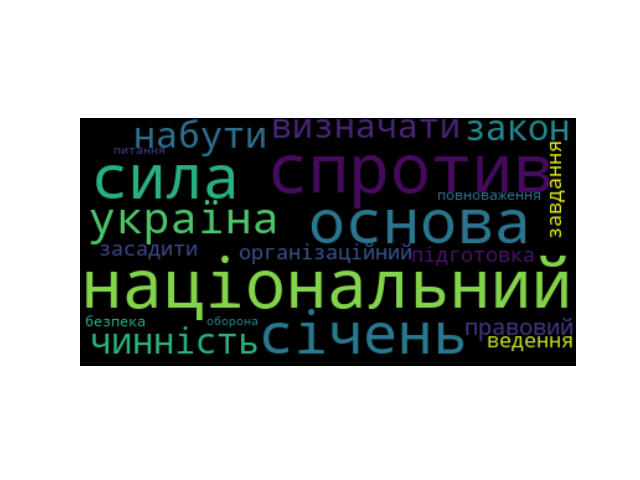 набути визначати закон
питання
сила спротив
повноваження
завдання
україна основа
засадити організаційний підготовка
національний
безпека оборона
чинність січень правовий
ведення